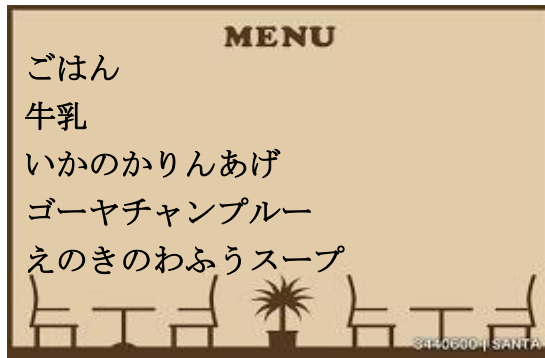 MENU
ごはん
牛乳
いかのかりんあげ
ゴーヤチャンプルー
えのきのわふうスープ
3440600 | SANTA